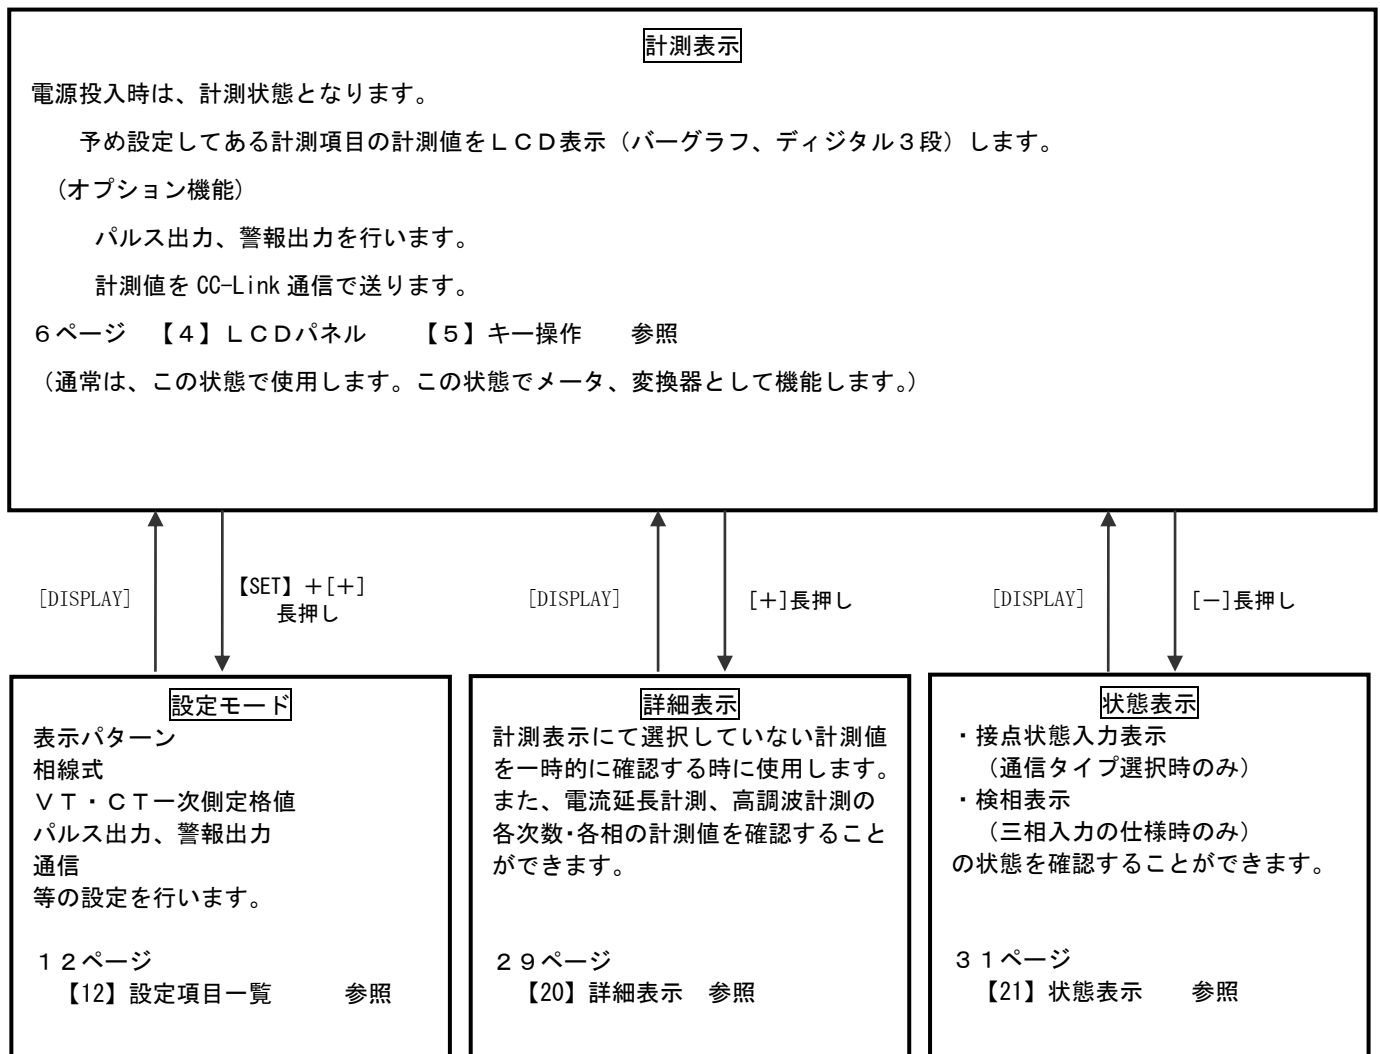 計測表示
電源投入時は、計測状態となります。
予め設定してある計測項目の計測値をＬＣＤ表示（バーグラフ、ディジタル３段）します。
(オプション機能)
パルス出力、警報出力を行います。
計測値を CC-Link 通信で送ります。
６ページ　【４】ＬＣＤパネル　　【５】キー操作　　参照
（通常は、この状態で使用します。この状態でメータ、変換器として機能します。）
[DISPLAY]
【SET】＋[＋]
長押し
[DISPLAY]
[＋]長押し
[DISPLAY]
[－]長押し
設定モード
表示パターン
相線式
ＶＴ・ＣＴ一次側定格値
パルス出力、警報出力
通信
等の設定を行います。
１２ページ
【12】設定項目一覧　　　参照
詳細表示
計測表示にて選択していない計測値
を一時的に確認する時に使用します。
また、電流延長計測、高調波計測の
各次数・各相の計測値を確認すること
ができます。
２９ページ
【20】詳細表示　参照
状態表示
・接点状態入力表示
（通信タイプ選択時のみ）
・検相表示
（三相入力の仕様時のみ）
の状態を確認することができます。
３１ページ
【21】状態表示　　参照